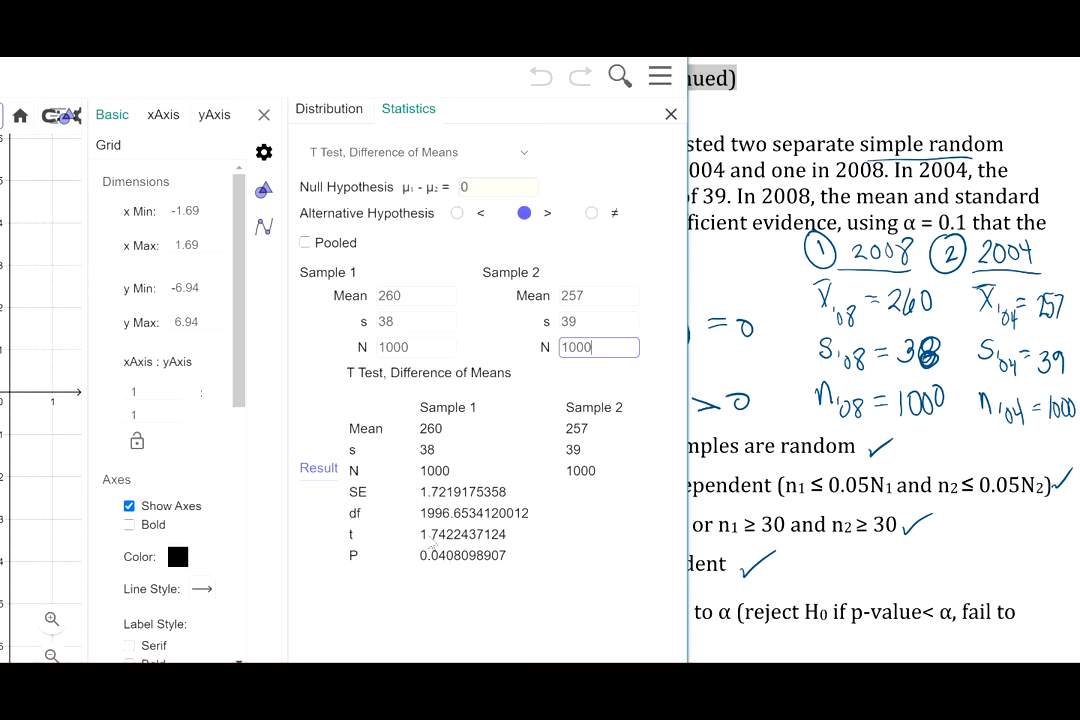 nued)
Distribution Statistics
Basic xAxis yAxis
Grid
T Test, Difference of Means
Dimensions
x Min: -1.69
x Max: 1.69
y Min: -6.94
y Max: 6.94
xAxis : yAxis
1 :
1
Axes
Show Axes
Bold
Color:
Line Style:
Label Style:
Serif
1
Null Hypothesis μ₁ - μ₂ = 0
Alternative Hypothesis < > ≠
Pooled
Sample 1 Sample 2
Mean 260 Mean 257
s 38 s 39
N 1000 N 1000
T Test, Difference of Means
Sample 1 Sample 2
Mean 260 257
s 38 39
Result N 1000 1000
SE 1.7219175358
df 1996.6534120012
t 1.7422437124
P 0.0408098907
sted two separate simple random
004 and one in 2008. In 2004, the
of 39. In 2008, the mean and standard
ficient evidence, using α = 0.1 that the
① 2008 ② 2004
x̄'08 = 260 x̄'04 = 257
= 0
S'08 = 38 S'04 = 39
> 0
n'08 = 1000 n'04 = 1000
mples are random ✓
ependent (n₁ ≤ 0.05N₁ and n₂ ≤ 0.05N₂) ✓
or n₁ ≥ 30 and n₂ ≥ 30 ✓
dent ✓
to α (reject H₀ if p-value< α, fail to